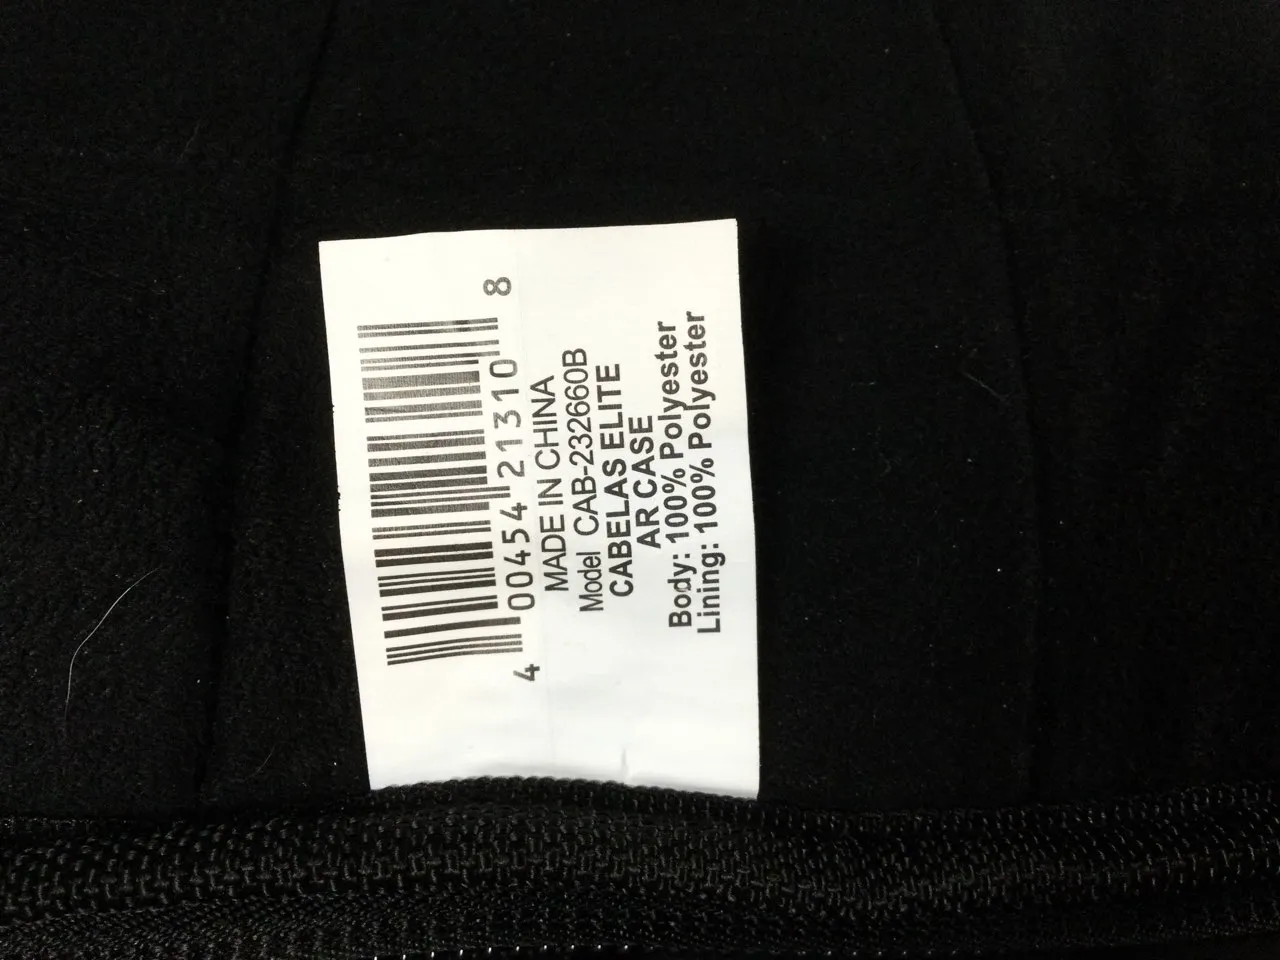 4 00454 21310 8
MADE IN CHINA
Model CAB-232660B
CABELAS ELITE
AR CASE
Body: 100% Polyester
Lining: 100% Polyester